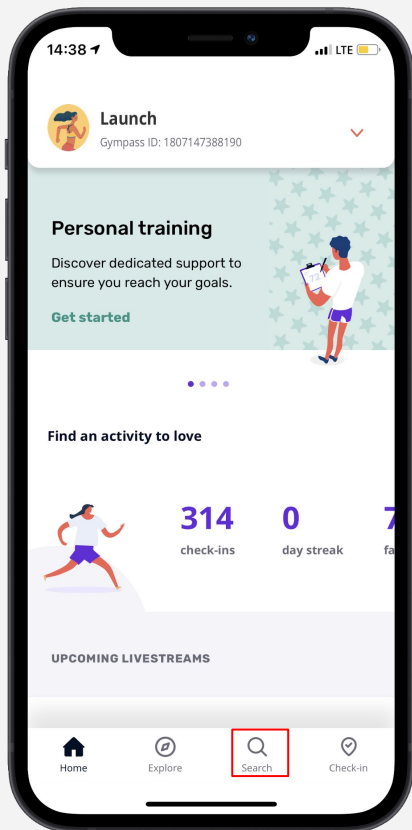 14:38
LTE
Launch
Gympass ID: 1807147388190
Personal training
Discover dedicated support to
ensure you reach your goals.
Get started
Find an activity to love
314 0 7
check-ins day streak fa
UPCOMING LIVESTREAMS
Home Explore Search Check-in